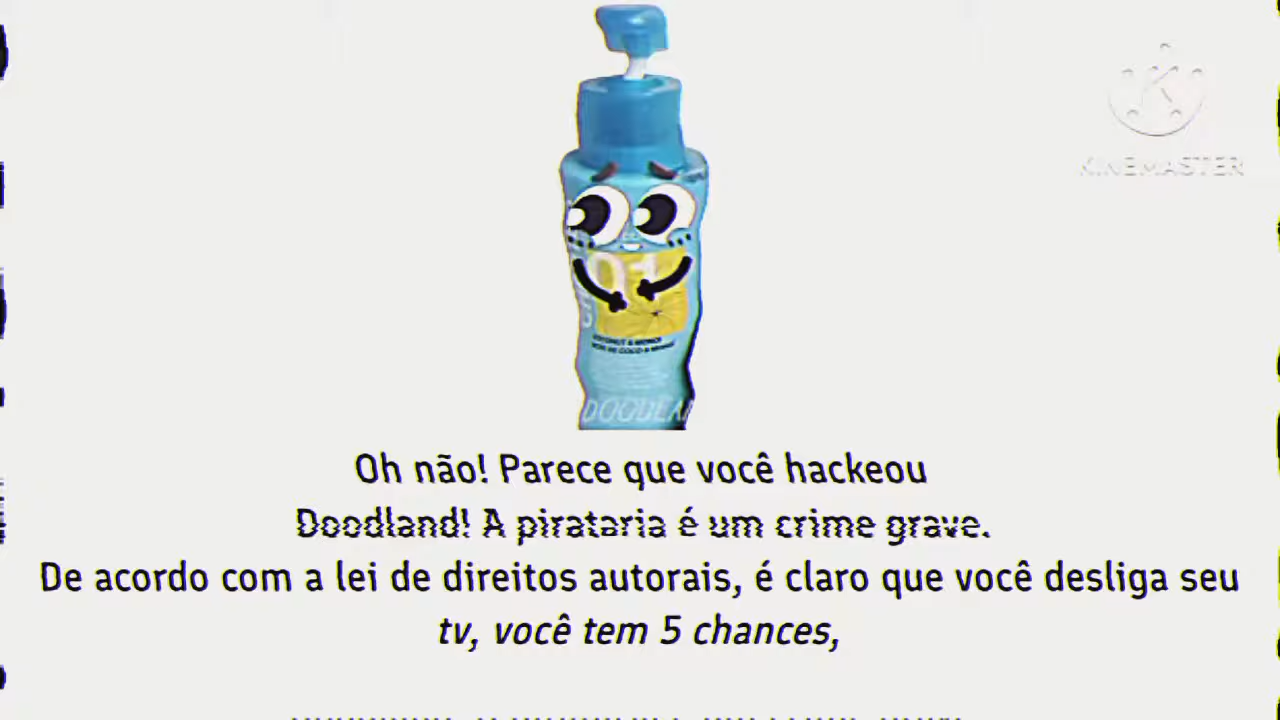 KINEMASTER
DOODLAN
Oh não! Parece que você hackeou
Doodland! A pirataria é um crime grave.
De acordo com a lei de direitos autorais, é claro que você desliga seu
tv, você tem 5 chances,